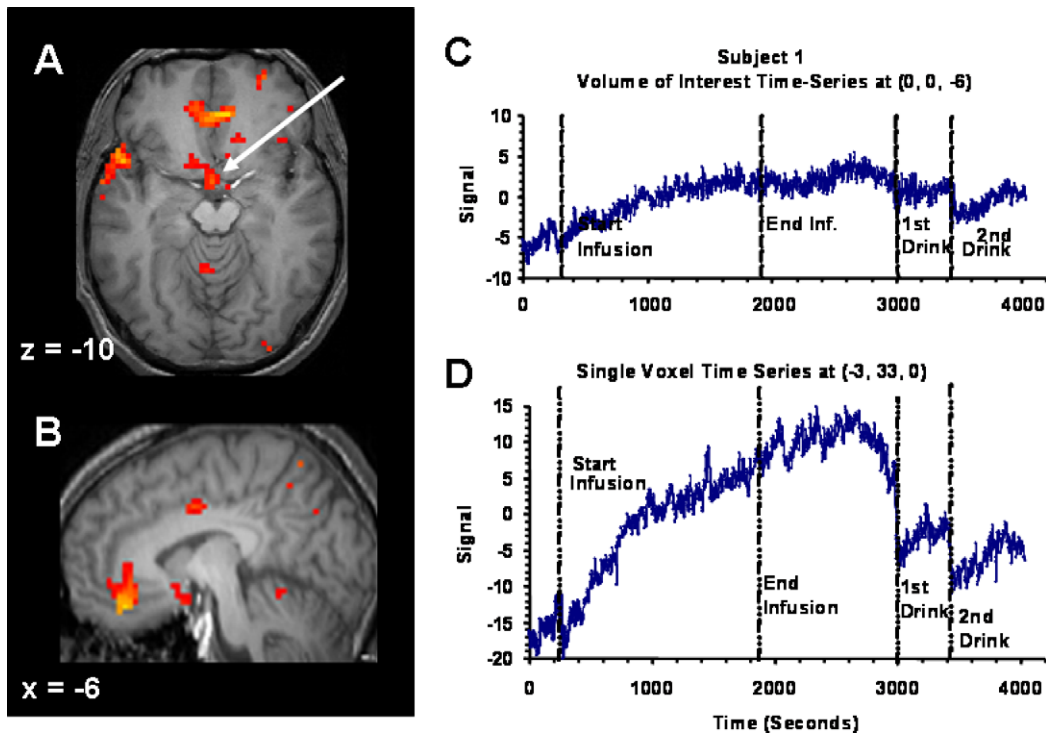 A
z = -10
B
x = -6
C
Subject 1
Volume of Interest Time-Series at (0, 0, -6)
10
5
0
-5
-10
Signal
Start
Infusion
End Inf.
1st
Drink
2nd
Drink
0
1000
2000
3000
4000
D
Single Voxel Time Series at (-3, 33, 0)
15
10
5
0
-5
-10
-15
-20
Signal
Start
Infusion
End
Infusion
1st
Drink
2nd
Drink
0
1000
2000
3000
4000
Time (Seconds)